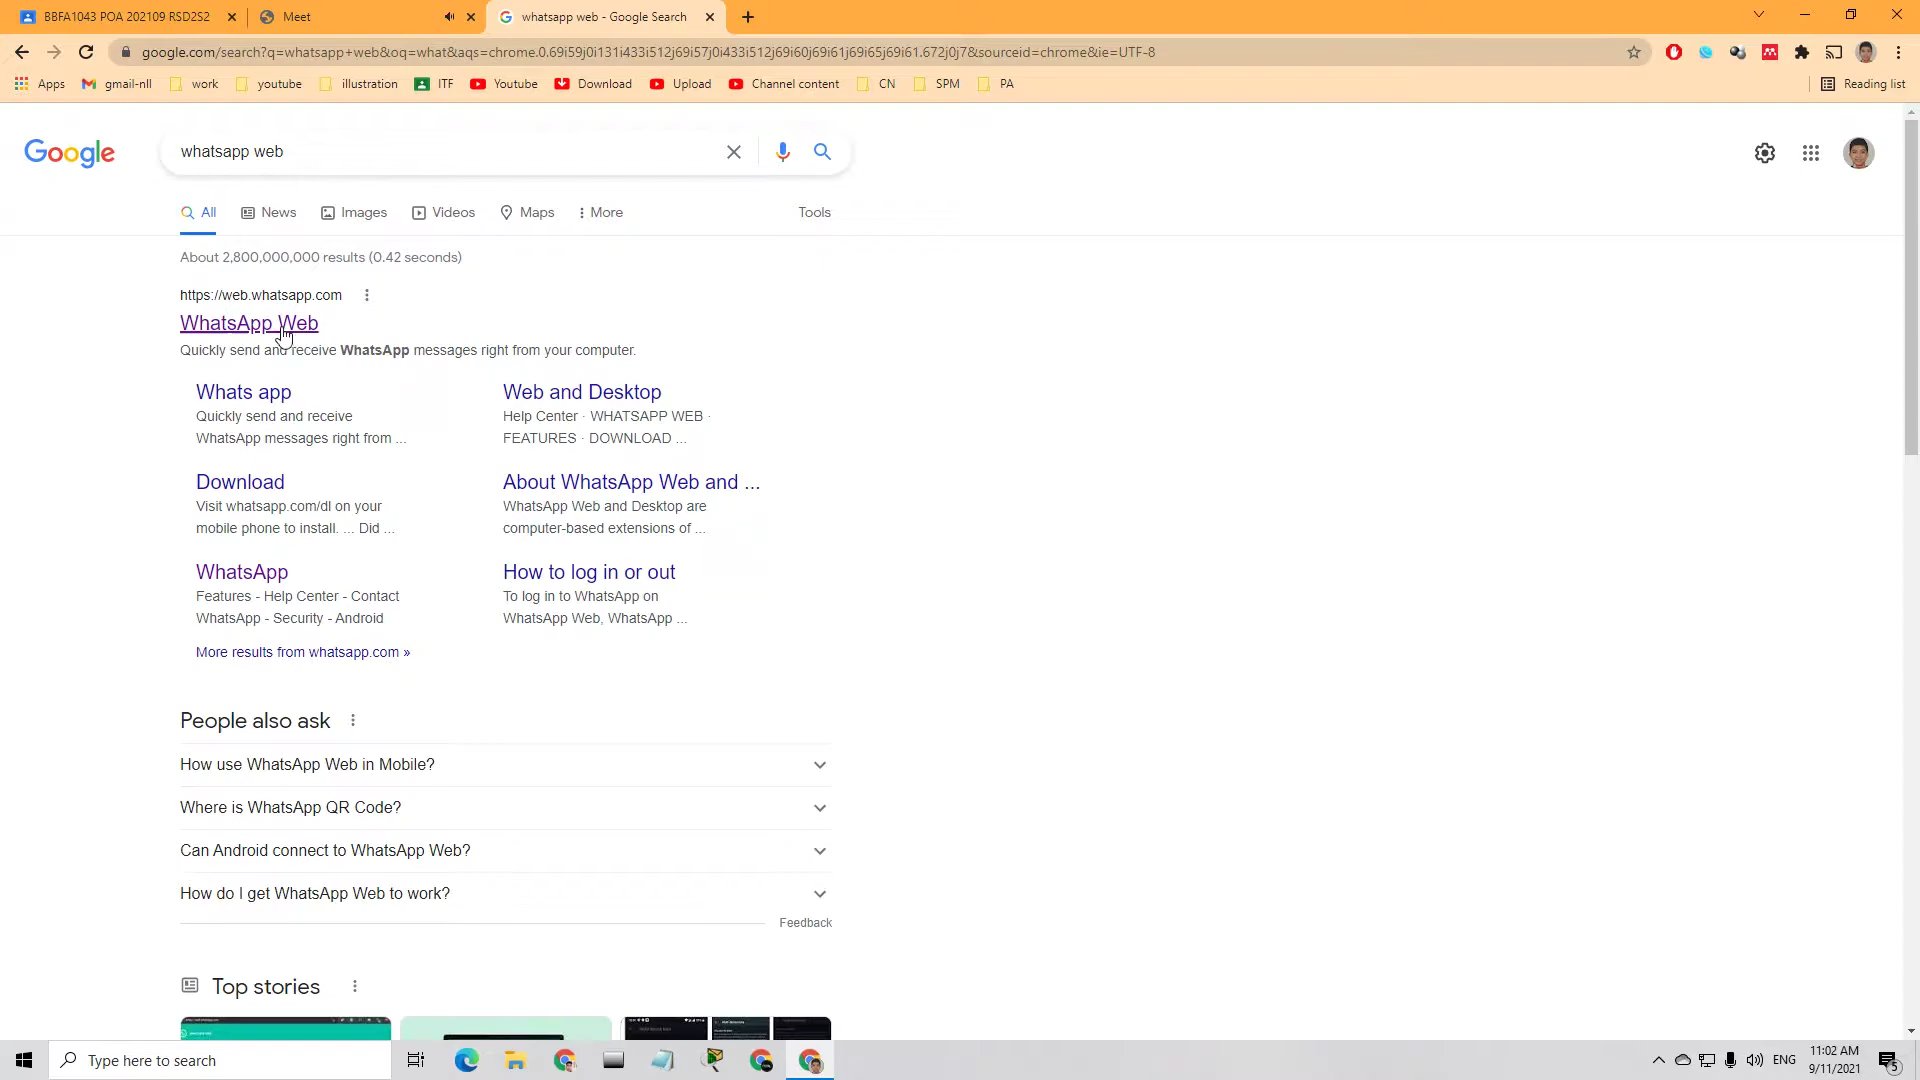 BBFA1043 POA 202109 RSD2S2
Meet
whatsapp web - Google Search
google.com/search?q=whatsapp+web&oq=what&aqs=chrome.0.69i59j0i131i433i512j69i57j0i433i512j69i60j69i61j69i65j69i61.672j0j7&sourceid=chrome&ie=UTF-8
Apps gmail-nll work youtube illustration ITF Youtube Download Upload Channel content CN SPM PA Reading list
Google
whatsapp web
All News Images Videos Maps More Tools
About 2,800,000,000 results (0.42 seconds)
https://web.whatsapp.com
WhatsApp Web
Quickly send and receive WhatsApp messages right from your computer.
Whats app
Quickly send and receive
WhatsApp messages right from ...
Web and Desktop
Help Center · WHATSAPP WEB ·
FEATURES · DOWNLOAD ...
Download
Visit whatsapp.com/dl on your
mobile phone to install. ... Did ...
About WhatsApp Web and ...
WhatsApp Web and Desktop are
computer-based extensions of ...
WhatsApp
Features - Help Center - Contact
WhatsApp - Security - Android
How to log in or out
To log in to WhatsApp on
WhatsApp Web, WhatsApp ...
More results from whatsapp.com »
People also ask
How use WhatsApp Web in Mobile?
Where is WhatsApp QR Code?
Can Android connect to WhatsApp Web?
How do I get WhatsApp Web to work?
Feedback
Top stories
Type here to search
ENG
11:02 AM
9/11/2021
5